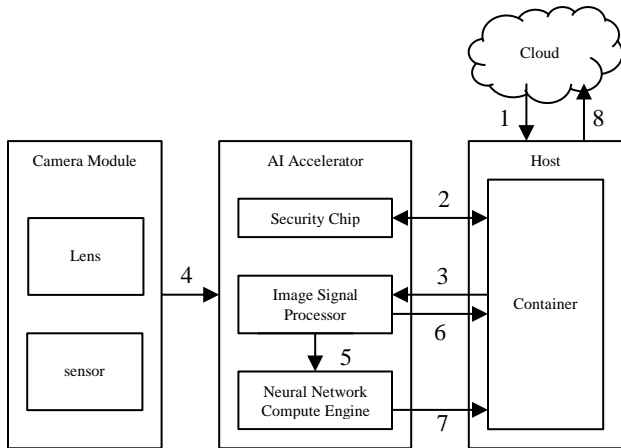 Cloud
1
8
Camera Module
AI Accelerator
Host
Security Chip
2
Lens
4
Image Signal
Processor
3
6
Container
5
sensor
Neural Network
Compute Engine
7